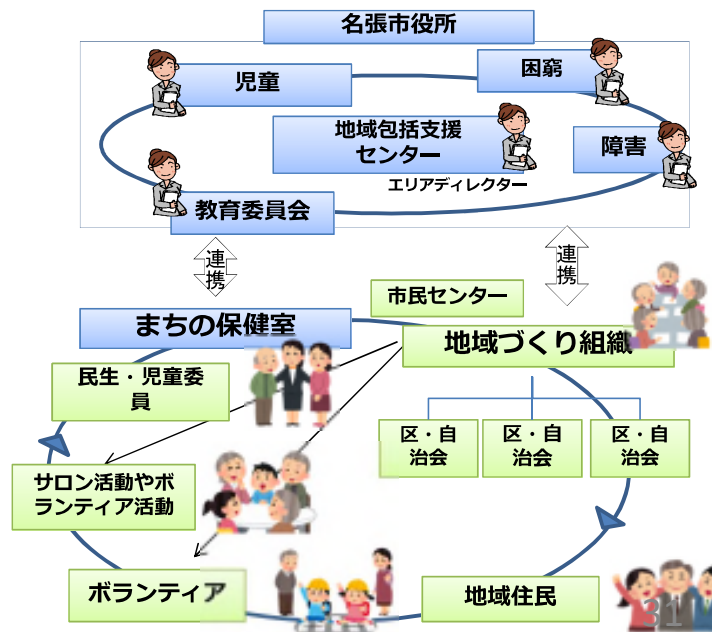 名張市役所
児童
困窮
地域包括支援
センター
障害
エリアディレクター
教育委員会
連
携
連
携
市民センター
まちの保健室
地域づくり組織
民生・児童委
員
区・自
治会
区・自
治会
区・自
治会
サロン活動やボ
ランティア活動
ボランティア
地域住民
31